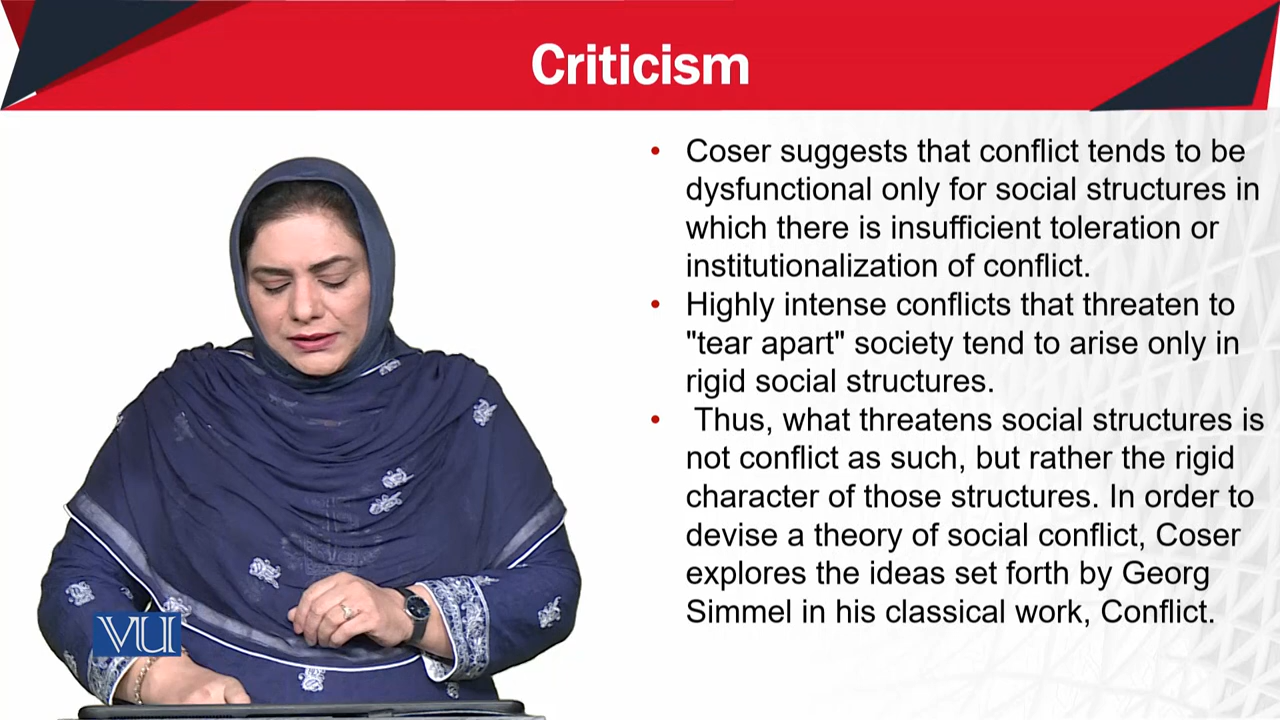 Criticism
• Coser suggests that conflict tends to be
dysfunctional only for social structures in
which there is insufficient toleration or
institutionalization of conflict.
• Highly intense conflicts that threaten to
"tear apart" society tend to arise only in
rigid social structures.
• Thus, what threatens social structures is
not conflict as such, but rather the rigid
character of those structures. In order to
devise a theory of social conflict, Coser
explores the ideas set forth by Georg
Simmel in his classical work, Conflict.
VU